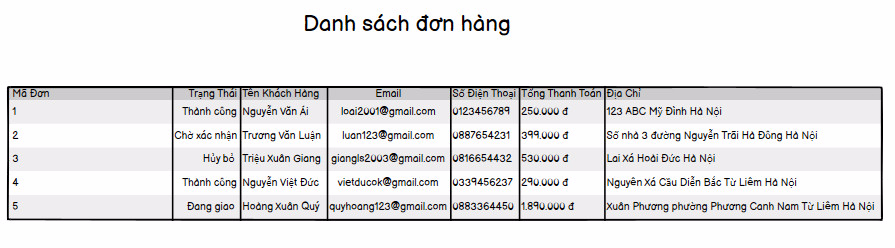 Danh sách đơn hàng
Mã Đơn Trạng Thái Tên Khách Hàng Email Số Điện Thoại Tổng Thanh Toán Địa Chỉ
1 Thành công Nguyễn Văn Ái loai2001@gmail.com 0123456789 250.000 đ 123 ABC Mỹ Đình Hà Nội
2 Chờ xác nhận Trương Văn Luận luan123@gmail.com 0887654231 399.000 đ Số nhà 3 đường Nguyễn Trãi Hà Đông Hà Nội
3 Hủy bỏ Triệu Xuân Giang giangls2003@gmail.com 0816654432 530.000 đ Lai Xá Hoài Đức Hà Nội
4 Thành công Nguyễn Việt Đức vietducok@gmail.com 0339456237 290.000 đ Nguyên Xá Cầu Diễn Bắc Từ Liêm Hà Nội
5 Đang giao Hoàng Xuân Quý quyhoang123@gmail.com 0883364450 1.890.000 đ Xuân Phương phường Phương Canh Nam Từ Liêm Hà Nội